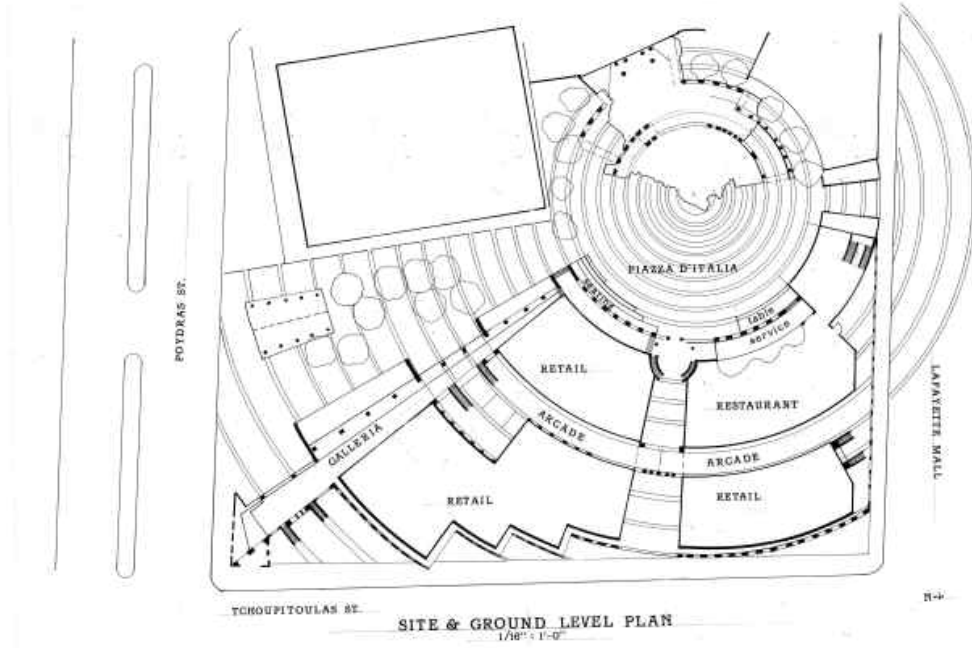 POYDRAS ST.
PIAZZA D'ITALIA
table
service
RETAIL
RESTAURANT
LAFAYETTE MALL
ARCADE
GALLERIA
ARCADE
RETAIL
RETAIL
TCHOUPITOULAS ST.
SITE & GROUND LEVEL PLAN
1/16" : 1'-0"